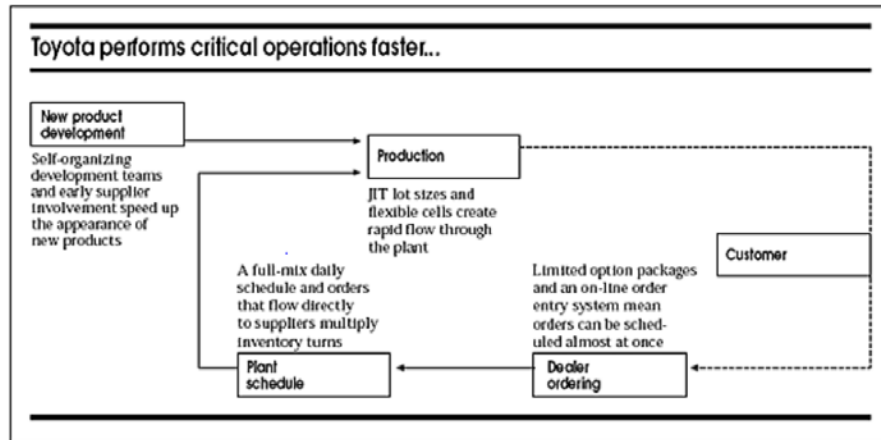 Toyota performs critical operations faster...
New product
development
Self-organizing
development teams
and early supplier
involvement speed up
the appearance of
new products
Production
JIT lot sizes and
flexible cells create
rapid flow through
the plant
Customer
A full-mix daily
schedule and orders
that flow directly
to suppliers multiply
inventory turns
Plant
schedule
Limited option packages
and an on-line order
entry system mean
orders can be sched-
uled almost at once
Dealer
ordering